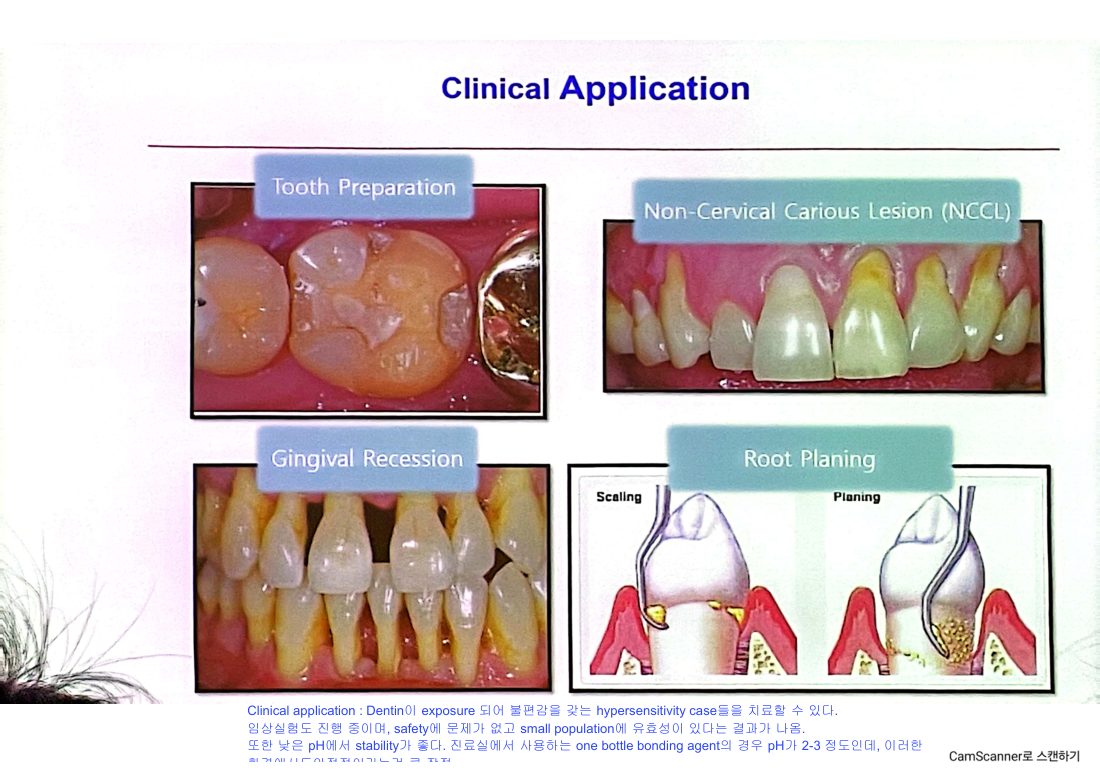 Clinical Application
Tooth Preparation
Non-Cervical Carious Lesion (NCCL)
Gingival Recession
Root Planing
Scaling
Planing
Clinical application : Dentin이 exposure 되어 불편감을 갖는 hypersensitivity case들을 치료할 수 있다.
임상실험도 진행 중이며, safety에 문제가 없고 small population에 유효성이 있다는 결과가 나옴.
또한 낮은 pH에서 stability가 좋다. 진료실에서 사용하는 one bottle bonding agent의 경우 pH가 2-3 정도인데, 이러한
CamScanner로 스캔하기